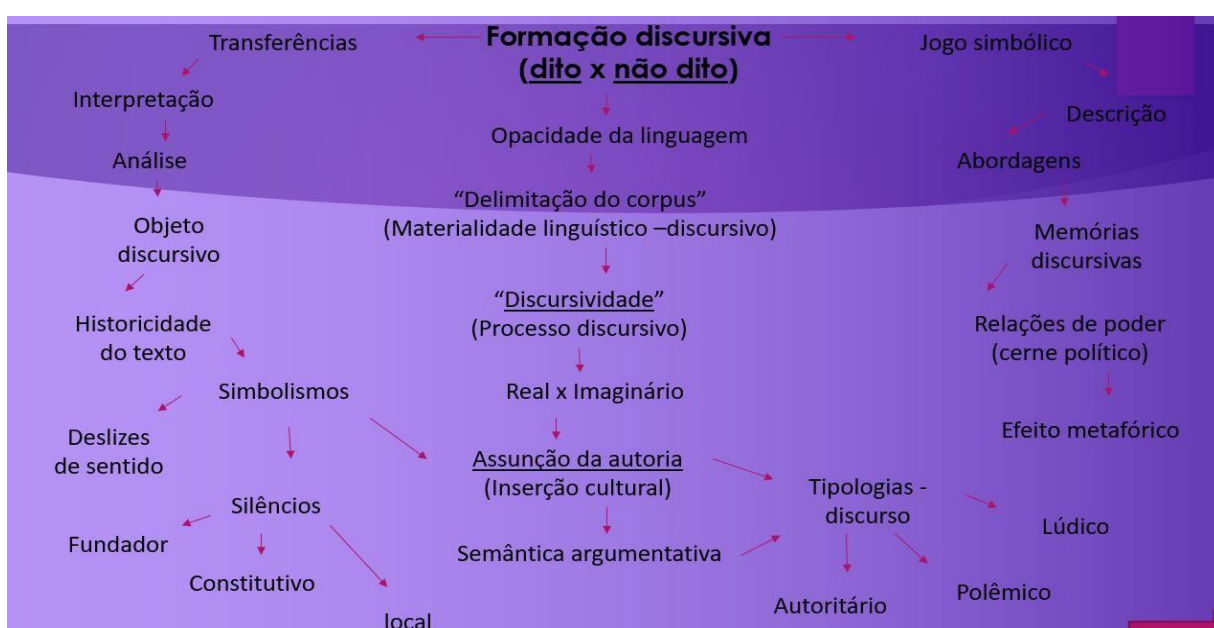 Formação discursiva
(dito x não dito)
Transferências
Jogo simbólico
Interpretação
Descrição
Opacidade da linguagem
Análise
Abordagens
“Delimitação do corpus”
(Materialidade linguístico –discursivo)
Objeto
discursivo
Memórias
discursivas
“Discursividade”
(Processo discursivo)
Historicidade
do texto
Relações de poder
(cerne político)
Simbolismos
Real x Imaginário
Efeito metafórico
Deslizes
de sentido
Assunção da autoria
(Inserção cultural)
Tipologias -
discurso
Silêncios
Lúdico
Fundador
Semântica argumentativa
Constitutivo
Polêmico
Autoritário
local